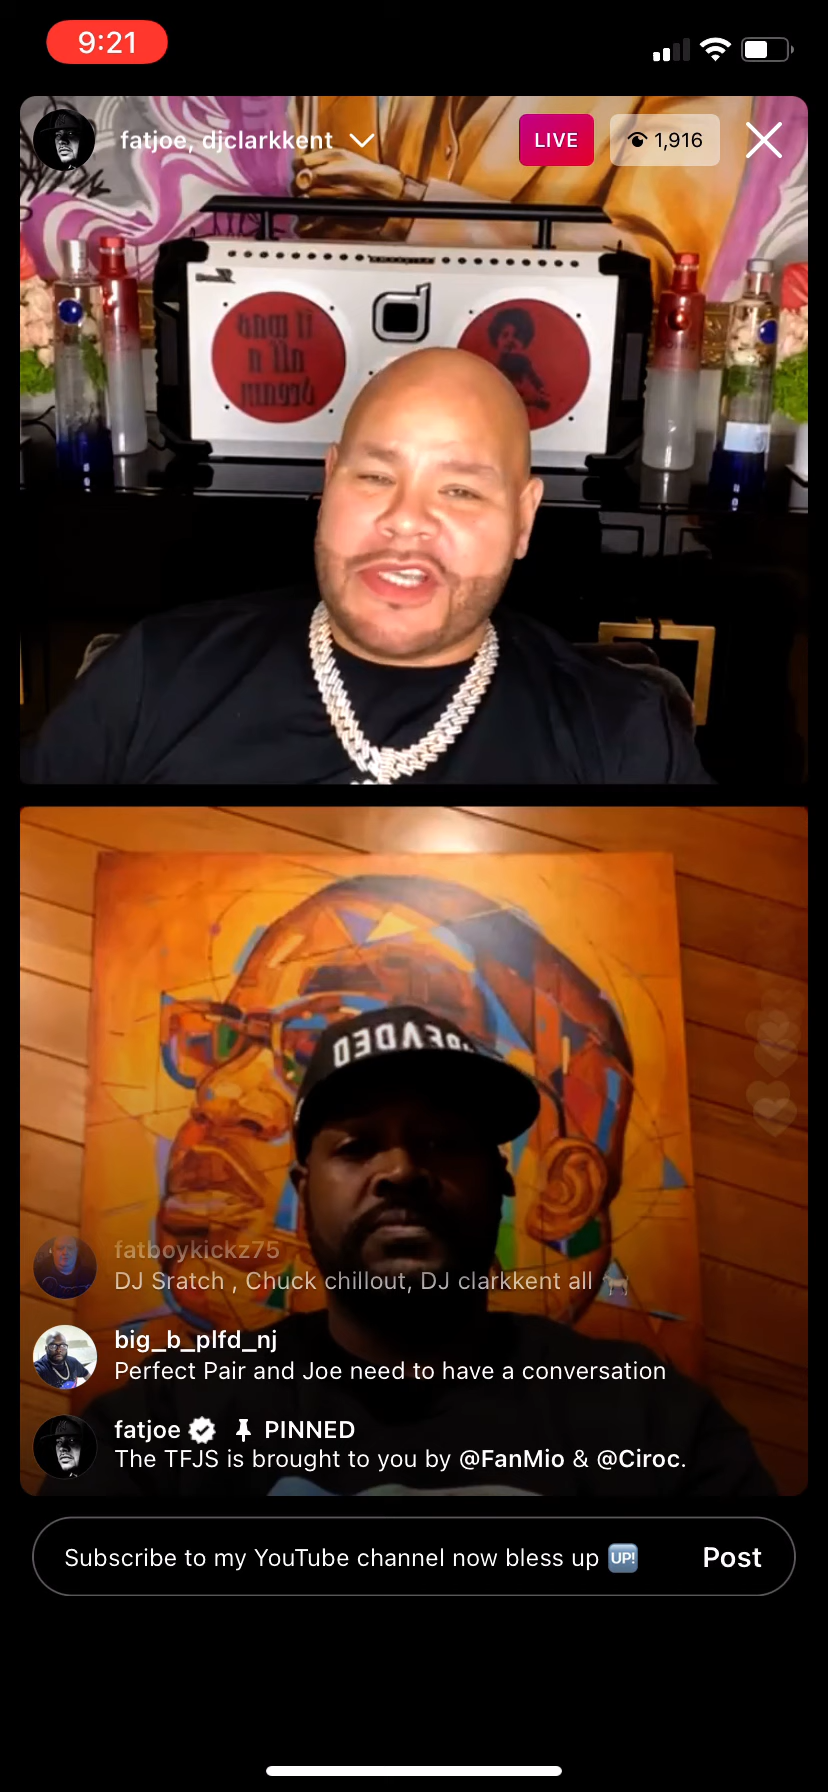 9:21
fatjoe, djclarkkent
LIVE
1,916
fatboykickz75
DJ Sratch , Chuck chillout, DJ clarkkent all 🐐
big_b_plfd_nj
Perfect Pair and Joe need to have a conversation
fatjoe PINNED
The TFJS is brought to you by @FanMio & @Ciroc.
Subscribe to my YouTube channel now bless up 🆙
Post